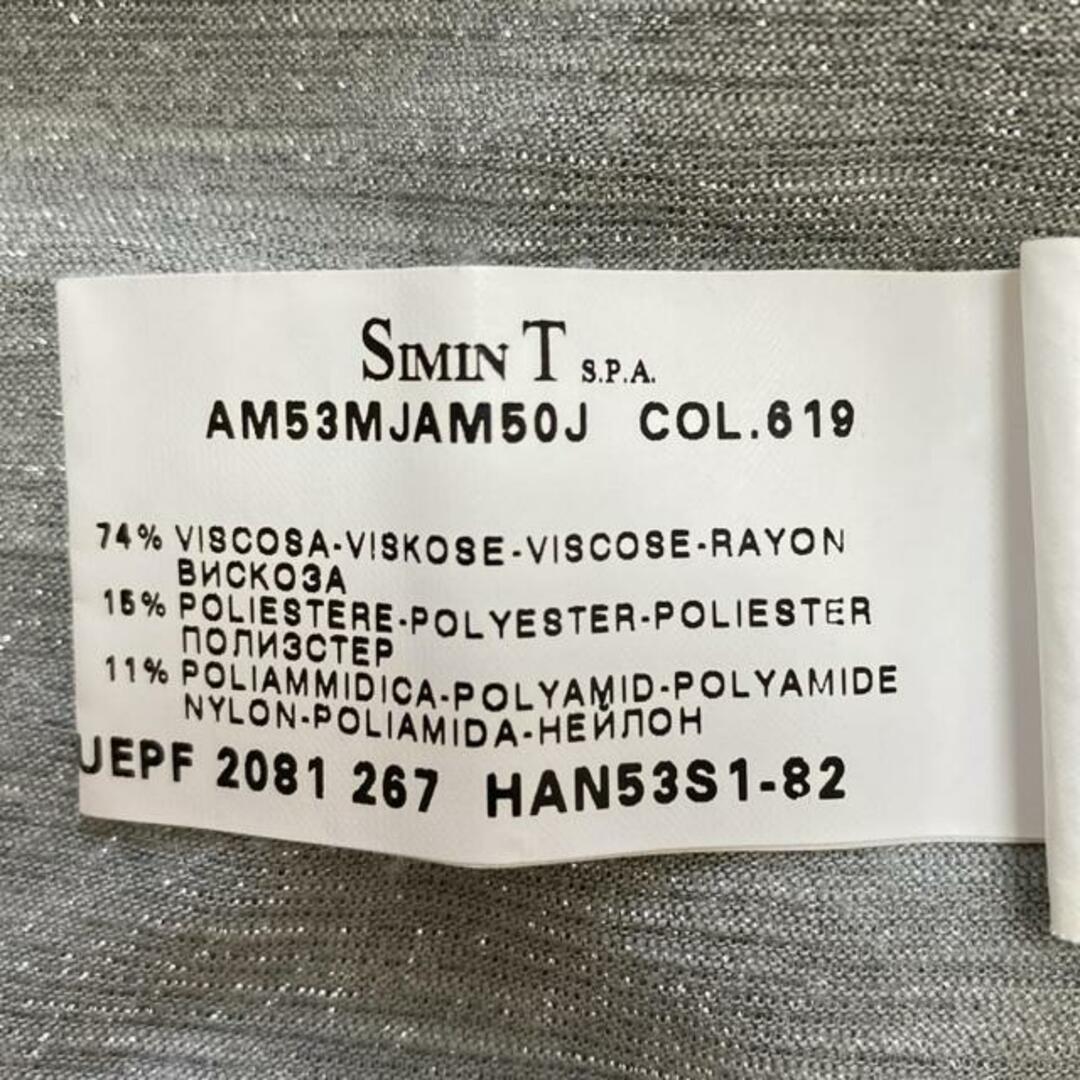 SIMIN T S.P.A.
AM53MJAM50J COL.619
74% VISCOSA-VISKOSE-VISCOSE-RAYON
ВИСКОЗА
15% POLIESTERE-POLYESTER-POLIESTER
ПОЛИЗСТЕР
11% POLIAMMIDICA-POLYAMID-POLYAMIDE
NYLON-POLIAMIDA-НЕЙЛОН
UEPF 2081 267 HAN53S1-82